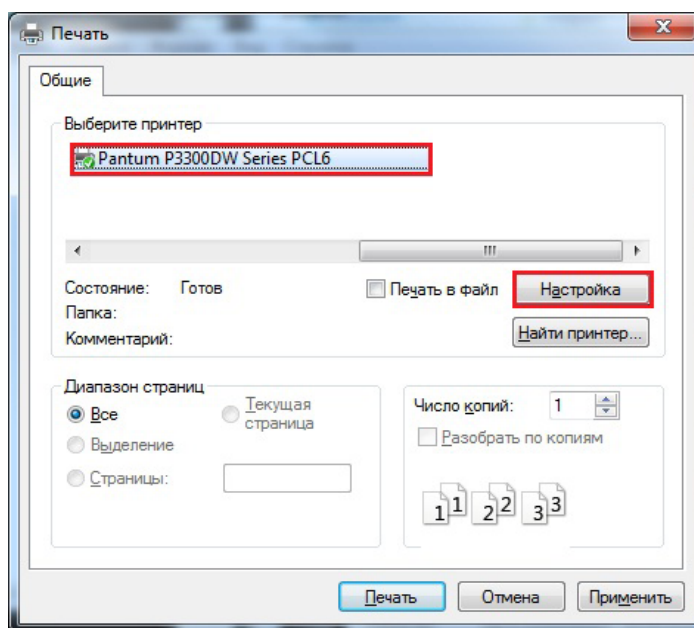 Печать
Общие
Выберите принтер
Pantum P3300DW Series PCL6
Состояние: Готов
Печать в файл
Настройка
Папка:
Комментарий:
Найти принтер...
Диапазон страниц
Все
Текущая страница
Выделение
Страницы:
Число копий: 1
Разобрать по копиям
1 1 2 2 3 3
Печать
Отмена
Применить